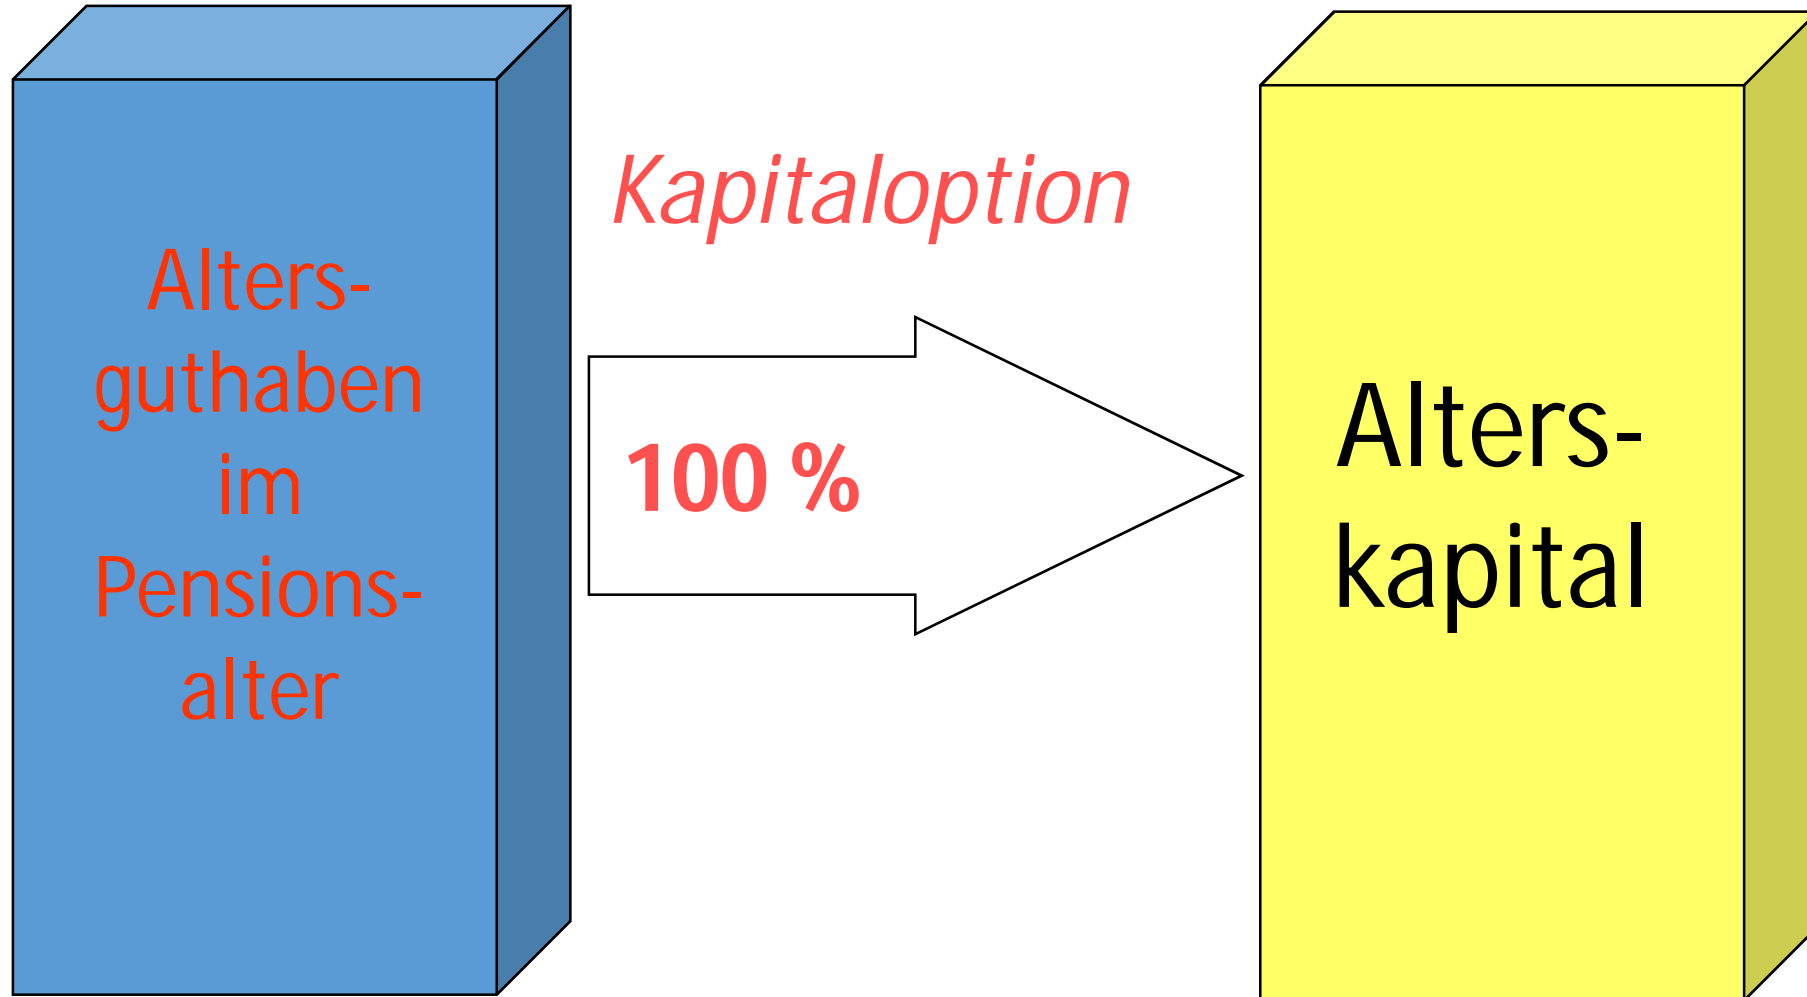 Alters-
guthaben
im
Pensions-
alter
Kapitaloption
100 %
Alters-
kapital